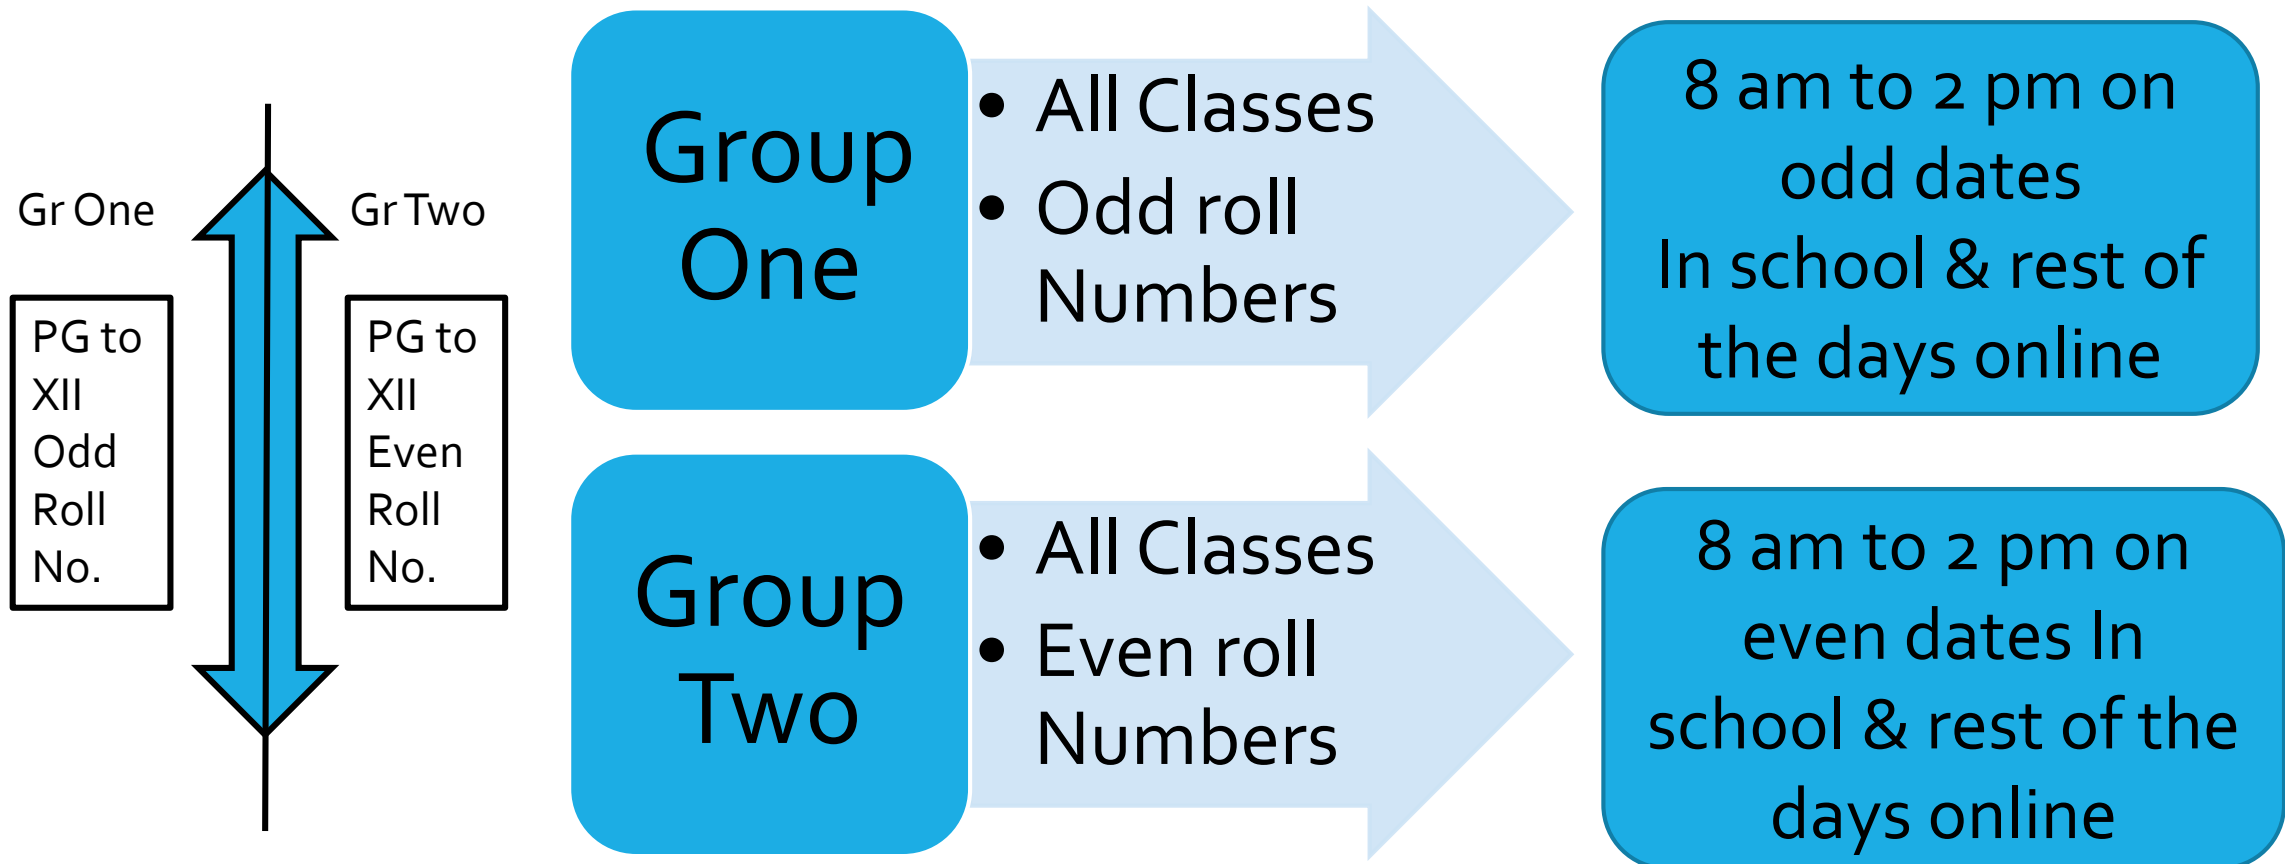 Gr One
PG to
XII
Odd
Roll
No.
Gr Two
PG to
XII
Even
Roll
No.
Group
One
• All Classes
• Odd roll
Numbers
8 am to 2 pm on
odd dates
In school & rest of
the days online
Group
Two
• All Classes
• Even roll
Numbers
8 am to 2 pm on
even dates In
school & rest of the
days online